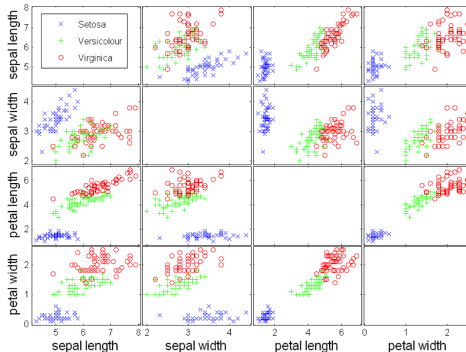 Setosa
Versicolour
Virginica
sepal length
8
7
6
5
sepal width
4
3
2
petal length
6
4
2
petal width
2
1
0
5 6 7 8
2 3 4
2 4 6
0 1 2
sepal length sepal width petal length petal width